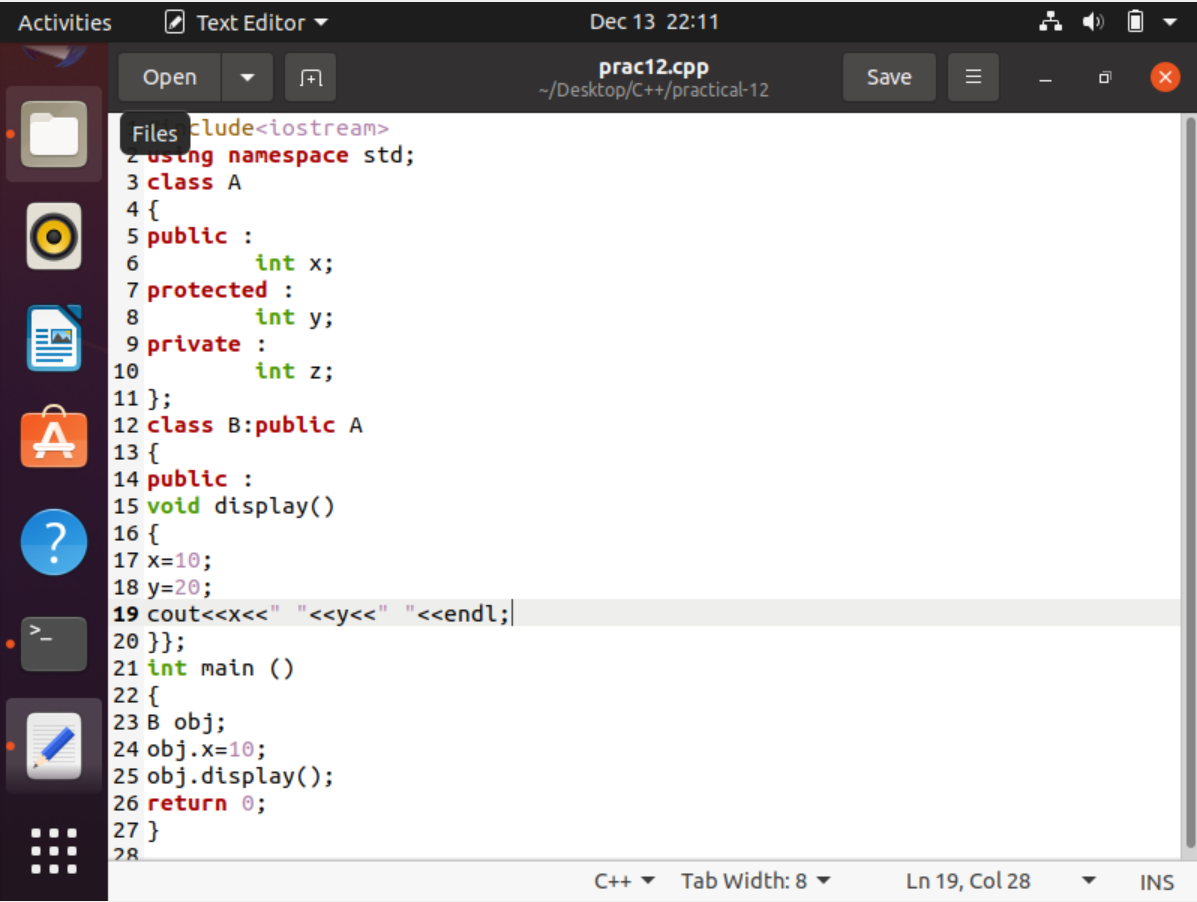 Activities Text Editor Dec 13 22:11
Open prac12.cpp Save
~/Desktop/C++/practical-12
Files
clude<iostream>
2 using namespace std;
3 class A
4 {
5 public :
6 int x;
7 protected :
8 int y;
9 private :
10 int z;
11 };
12 class B:public A
13 {
14 public :
15 void display()
16 {
17 x=10;
18 y=20;
19 cout<<x<<" "<<y<<" "<<endl;
20 }};
21 int main ()
22 {
23 B obj;
24 obj.x=10;
25 obj.display();
26 return 0;
27 }
28
C++ Tab Width: 8 Ln 19, Col 28 INS